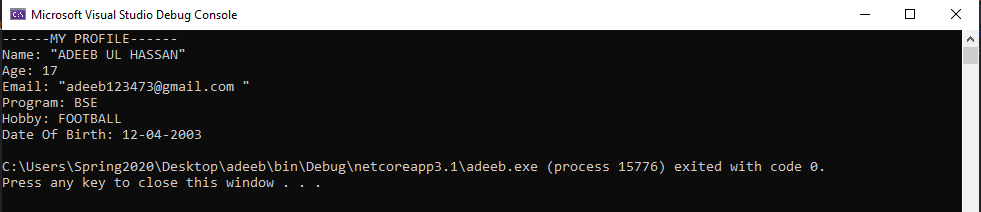 Microsoft Visual Studio Debug Console
------MY PROFILE------
Name: "ADEEB UL HASSAN"
Age: 17
Email: "adeeb123473@gmail.com "
Program: BSE
Hobby: FOOTBALL
Date Of Birth: 12-04-2003
C:\Users\Spring2020\Desktop\adeeb\bin\Debug\netcoreapp3.1\adeeb.exe (process 15776) exited with code 0.
Press any key to close this window . . .